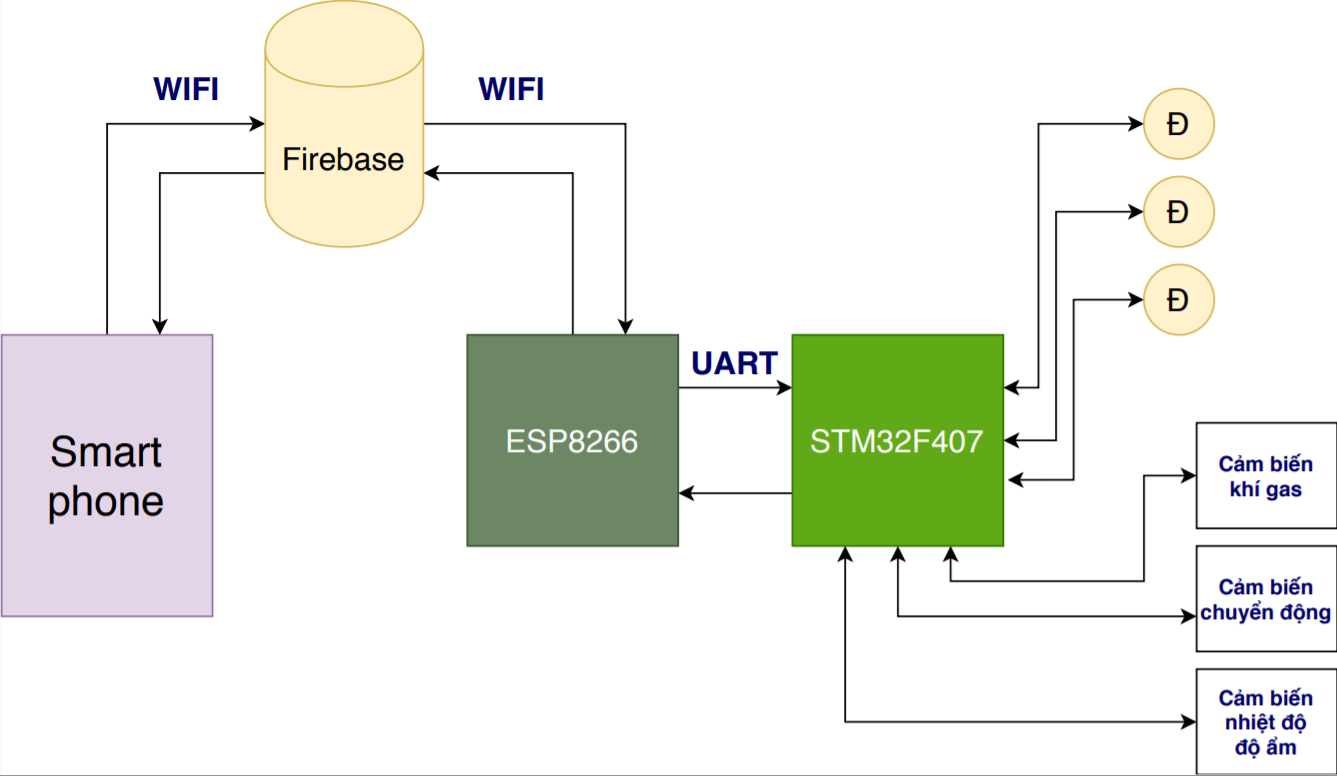 WIFI
WIFI
Firebase
Đ
Đ
Đ
Smart
phone
ESP8266
UART
STM32F407
Cảm biến
khí gas
Cảm biến
chuyển động
Cảm biến
nhiệt độ
độ ẩm